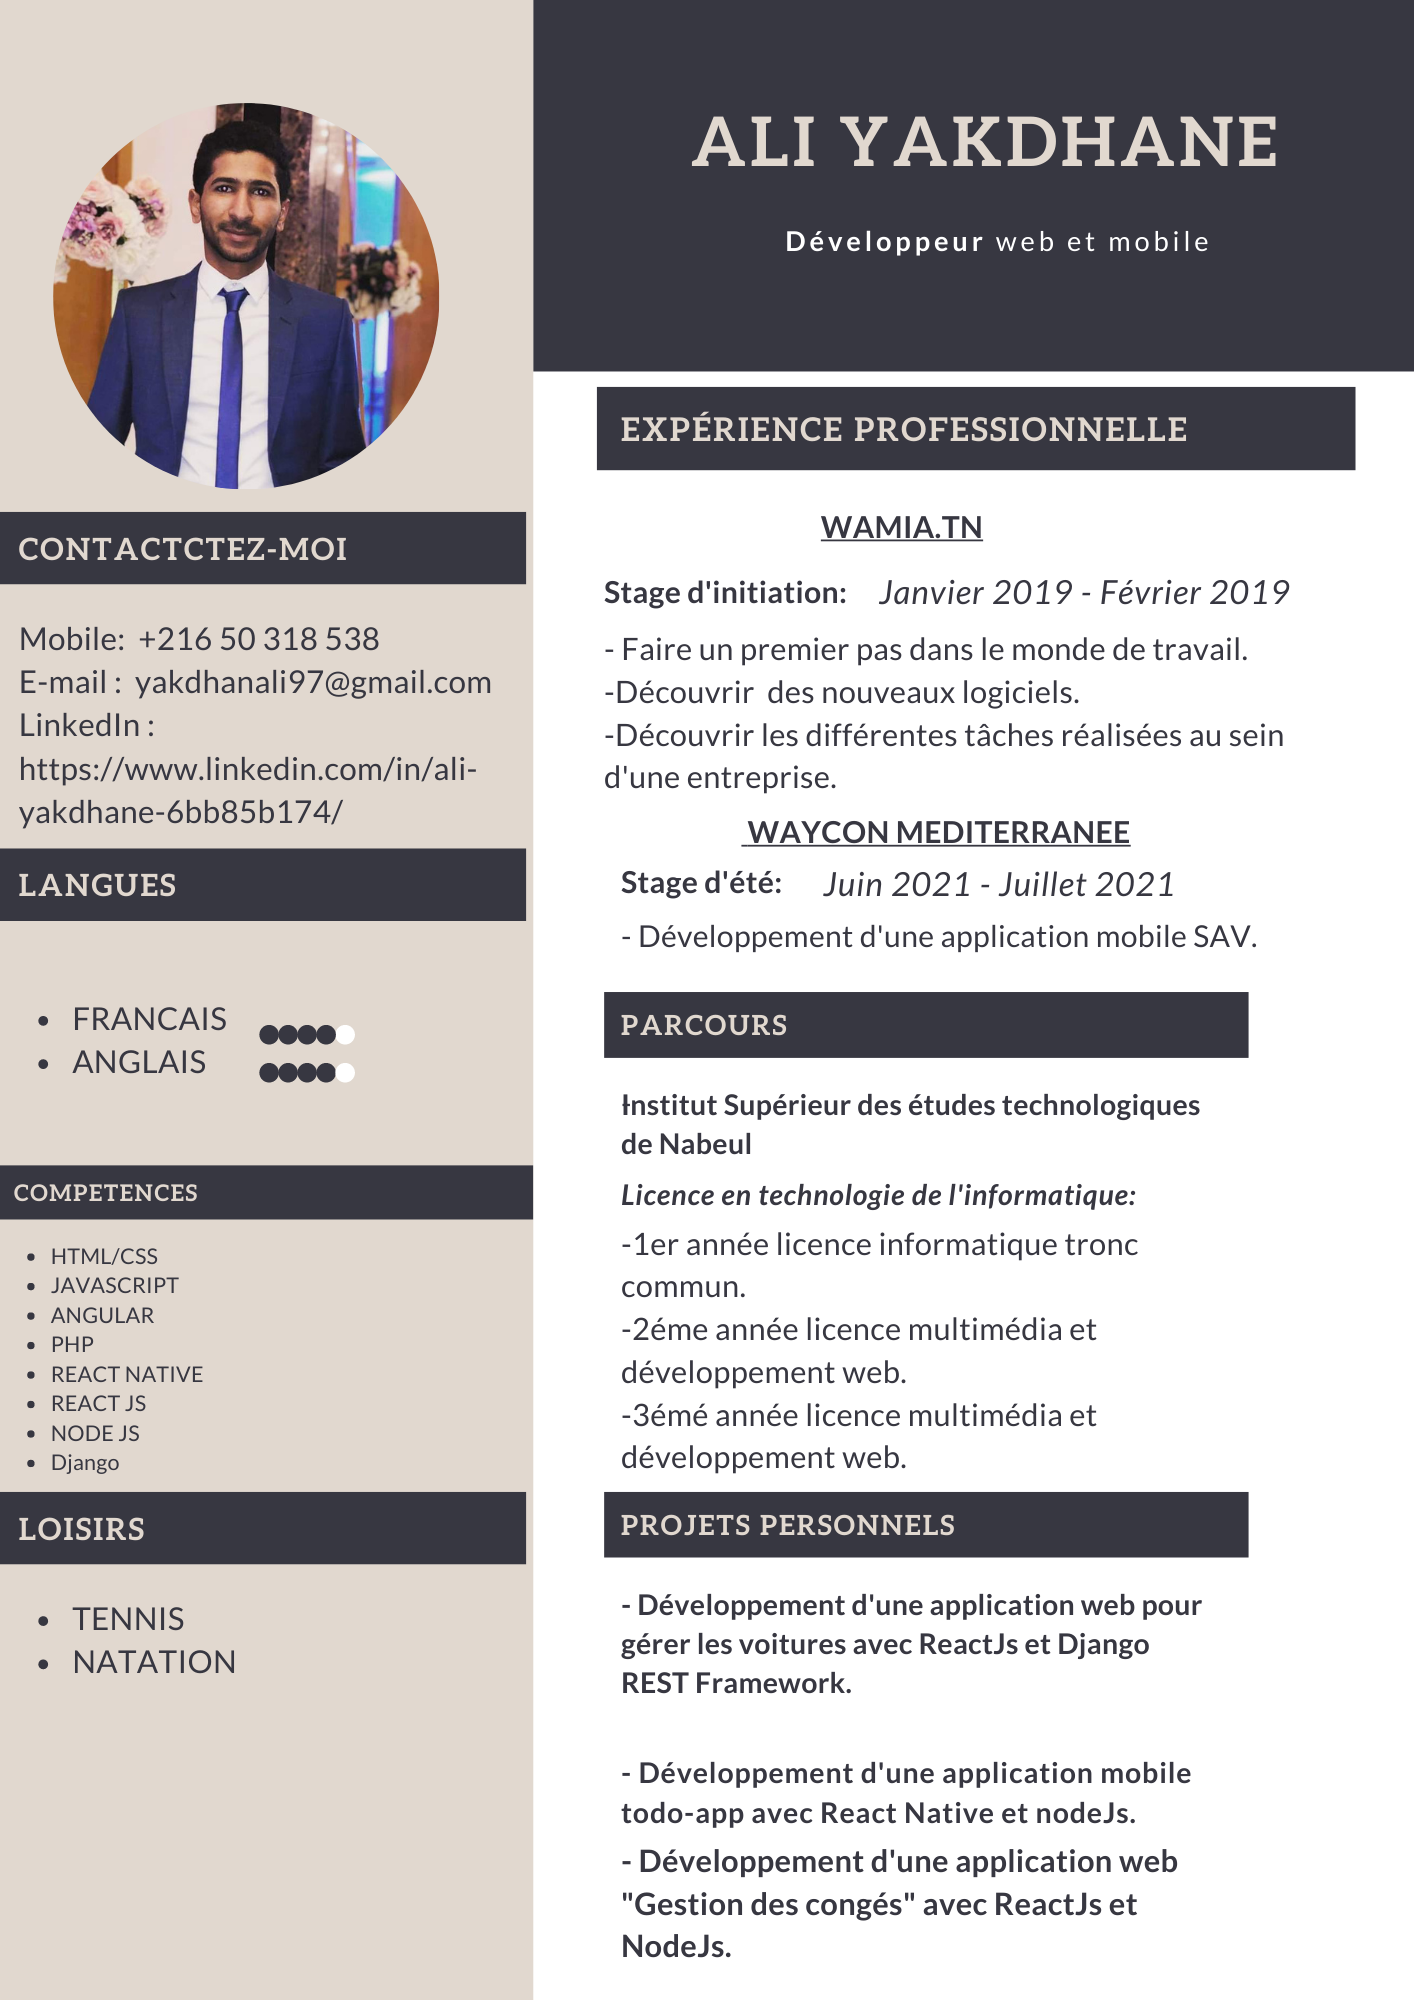 ALI YAKDHANE
Développeur web et mobile
CONTACTCTEZ-MOI
Mobile: +216 50 318 538
E-mail : yakdhanali97@gmail.com
LinkedIn :
https://www.linkedin.com/in/ali-
yakdhane-6bb85b174/
LANGUES
• FRANCAIS
• ANGLAIS
COMPETENCES
• HTML/CSS
• JAVASCRIPT
• ANGULAR
• PHP
• REACT NATIVE
• REACT JS
• NODE JS
• Django
LOISIRS
• TENNIS
• NATATION
EXPÉRIENCE PROFESSIONNELLE
WAMIA.TN
Stage d'initiation: Janvier 2019 - Février 2019
- Faire un premier pas dans le monde de travail.
-Découvrir des nouveaux logiciels.
-Découvrir les différentes tâches réalisées au sein
d'une entreprise.
WAYCON MEDITERRANEE
Stage d'été: Juin 2021 - Juillet 2021
- Développement d'une application mobile SAV.
PARCOURS
Institut Supérieur des études technologiques
de Nabeul
Licence en technologie de l'informatique:
-1er année licence informatique tronc
commun.
-2éme année licence multimédia et
développement web.
-3émé année licence multimédia et
développement web.
PROJETS PERSONNELS
- Développement d'une application web pour
gérer les voitures avec ReactJs et Django
REST Framework.
- Développement d'une application mobile
todo-app avec React Native et nodeJs.
- Développement d'une application web
"Gestion des congés" avec ReactJs et
NodeJs.